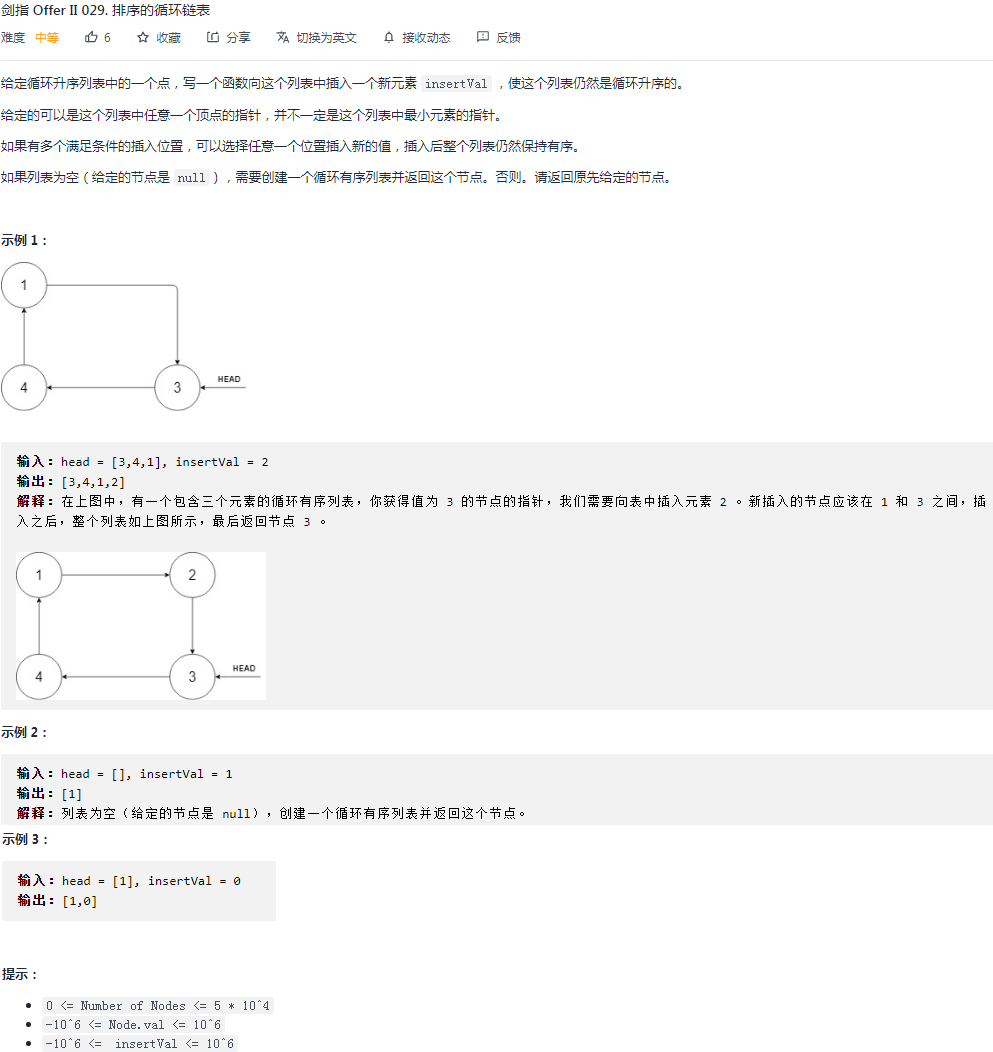 剑指 Offer II 029. 排序的循环链表
难度 中等 6 收藏 分享 切换为英文 接收动态 反馈
给定循环升序列表中的一个点，写一个函数向这个列表中插入一个新元素 insertVal ，使这个列表仍然是循环升序的。
给定的可以是这个列表中任意一个顶点的指针，并不一定是这个列表中最小元素的指针。
如果有多个满足条件的插入位置，可以选择任意一个位置插入新的值，插入后整个列表仍然保持有序。
如果列表为空（给定的节点是 null ），需要创建一个循环有序列表并返回这个节点。否则。请返回原先给定的节点。
示例 1：
1
HEAD
4 3
输入：head = [3,4,1], insertVal = 2
输出：[3,4,1,2]
解释：在上图中，有一个包含三个元素的循环有序列表，你获得值为 3 的节点的指针，我们需要向表中插入元素 2 。新插入的节点应该在 1 和 3 之间，插
入之后，整个列表如上图所示，最后返回节点 3 。
1 2
HEAD
4 3
示例 2：
输入：head = [], insertVal = 1
输出：[1]
解释：列表为空（给定的节点是 null），创建一个循环有序列表并返回这个节点。
示例 3：
输入：head = [1], insertVal = 0
输出：[1,0]
提示：
0 <= Number of Nodes <= 5 * 10^4
-10^6 <= Node.val <= 10^6
-10^6 <= insertVal <= 10^6